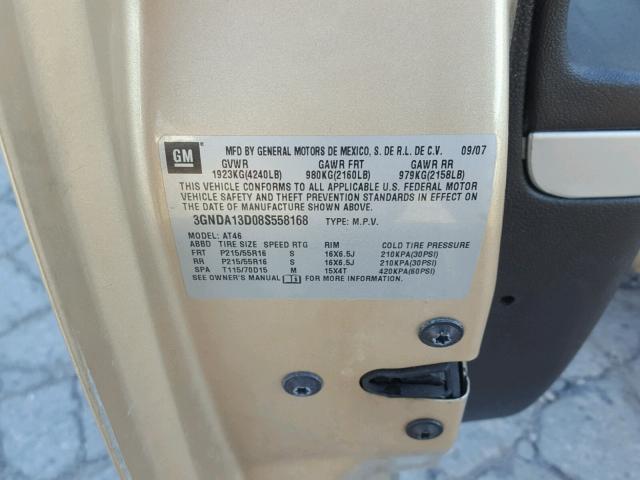 GM
MFD BY GENERAL MOTORS DE MEXICO, S. DE R.L. DE C.V. 09/07
GVWR GAWR FRT GAWR RR
1923KG(4240LB) 980KG(2160LB) 979KG(2158LB)
THIS VEHICLE CONFORMS TO ALL APPLICABLE U.S. FEDERAL MOTOR
VEHICLE SAFETY AND THEFT PREVENTION STANDARDS IN EFFECT ON
THE DATE OF MANUFACTURE SHOWN ABOVE.
3GNDA13D08S558168 TYPE: M.P.V.
MODEL: AT46
ABBD TIRE SIZE SPEED RTG RIM COLD TIRE PRESSURE
FRT P215/55R16 S 16X6.5J 210KPA(30PSI)
RR P215/55R16 S 16X6.5J 210KPA(30PSI)
SPA T115/70D15 M 15X4T 420KPA(60PSI)
SEE OWNER'S MANUAL FOR MORE INFORMATION.